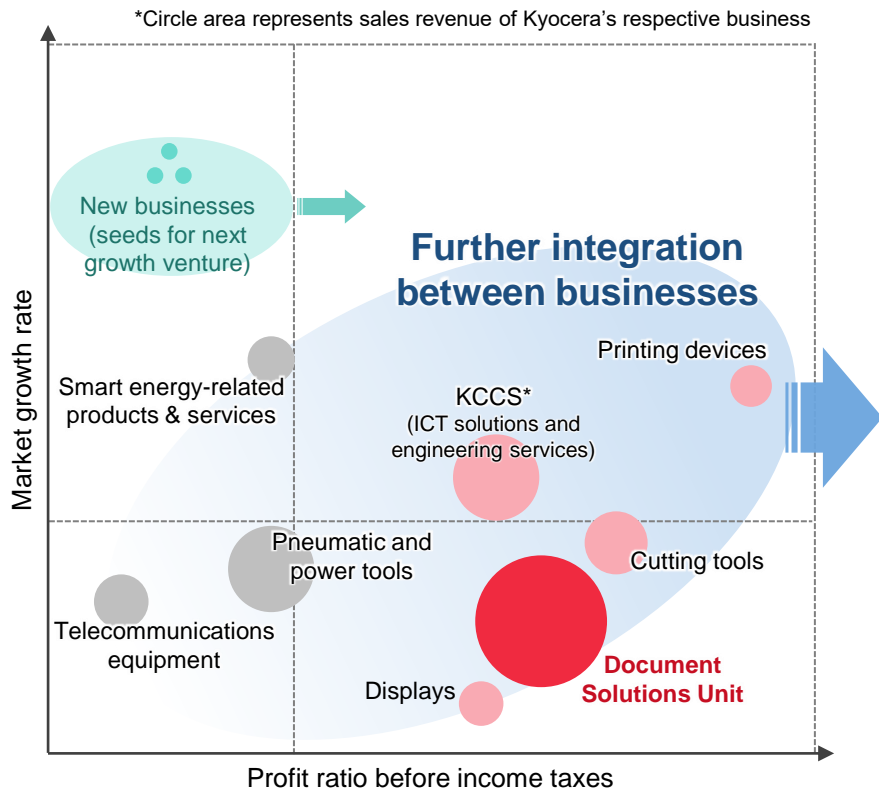 *Circle area represents sales revenue of Kyocera's respective business
New businesses
(seeds for next
growth venture)
Further integration
between businesses
Printing devices
Smart energy-related
products & services
KCCS*
(ICT solutions and
engineering services)
Market growth rate
Pneumatic and
power tools
Cutting tools
Telecommunications
equipment
Document
Solutions Unit
Displays
Profit ratio before income taxes